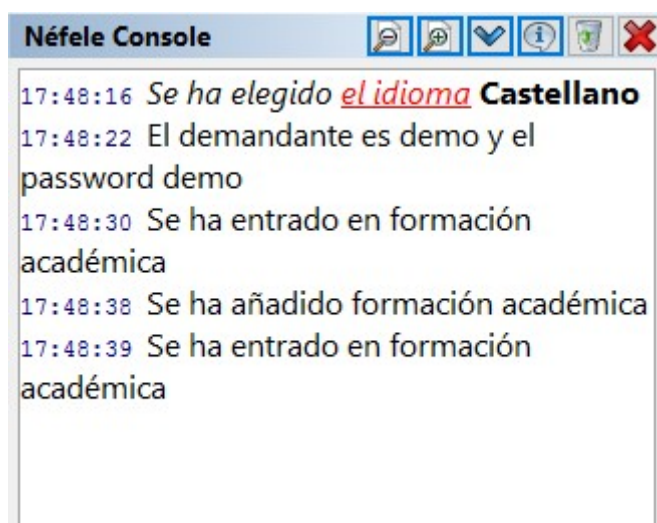 Néfele Console
17:48:16 Se ha elegido el idioma Castellano
17:48:22 El demandante es demo y el
password demo
17:48:30 Se ha entrado en formación
académica
17:48:38 Se ha añadido formación académica
17:48:39 Se ha entrado en formación
académica